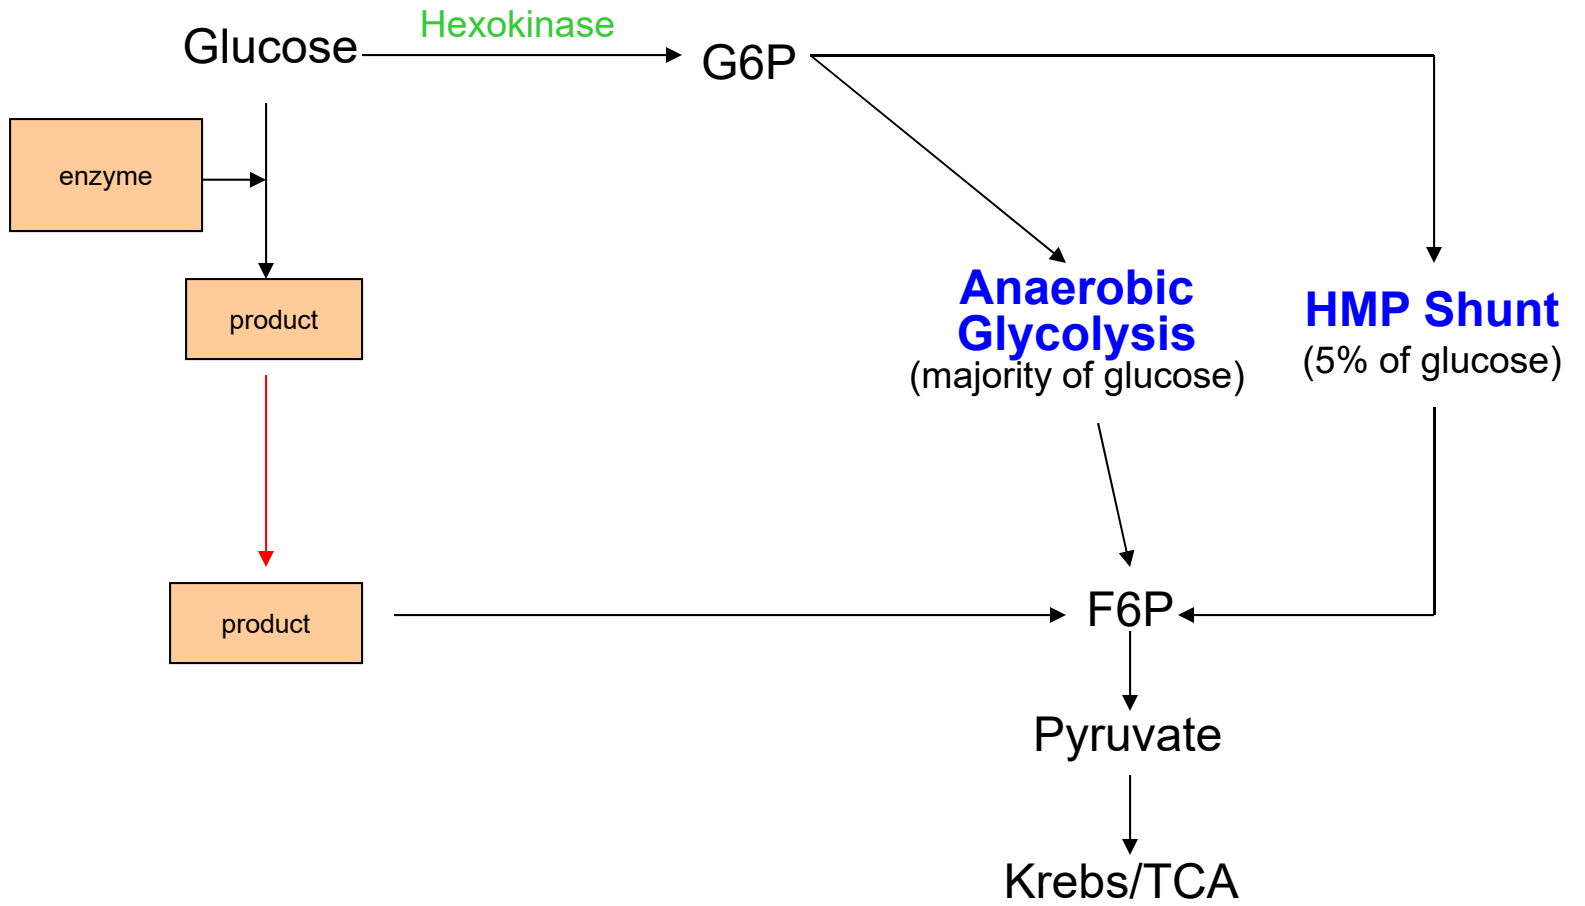 Hexokinase
Glucose
G6P
enzyme
product
Anaerobic
Glycolysis
(majority of glucose)
HMP Shunt
(5% of glucose)
product
F6P
Pyruvate
Krebs/TCA